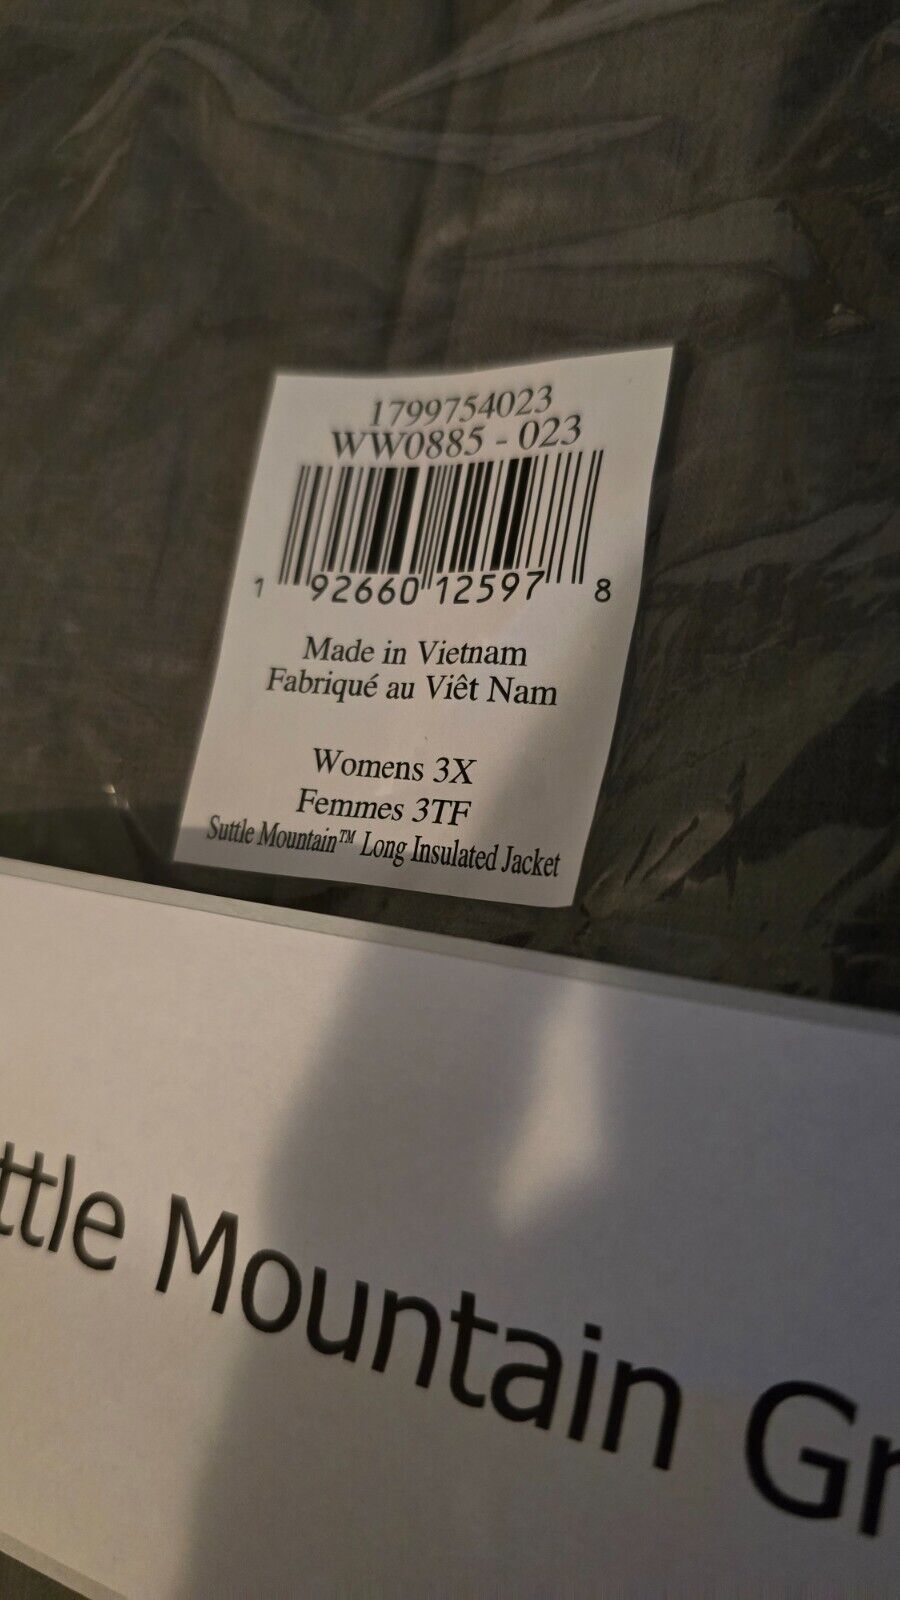 1799754023
WW0885 - 023
1 92660 12597 8
Made in Vietnam
Fabriqué au Viêt Nam
Womens 3X
Femmes 3TF
Suttle Mountain™ Long Insulated Jacket
ttle Mountain Gr